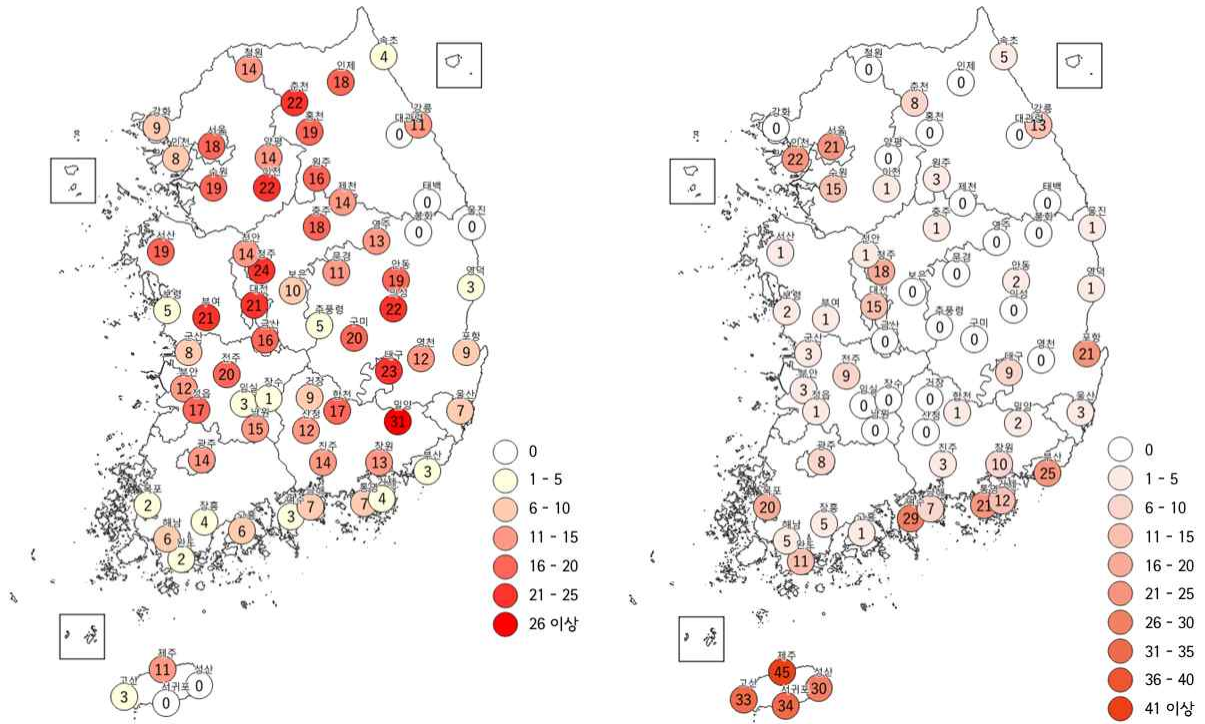 속초
4
철원
14
인제
18
춘천
22
강화
9
홍천
19
강릉
11
대관령
0
서울
18
인천
8
양평
14
수원
19
이천
22
원주
16
제천
14
태백
0
충주
18
봉화
0
울진
0
영주
13
서산
19
천안
14
청주
24
문경
11
안동
19
영덕
3
보은
10
대전
21
의성
22
보령
5
부여
21
추풍령
5
금산
16
구미
20
군산
8
포항
9
영천
12
대구
23
전주
20
부안
12
임실
3
장수
1
거창
9
합천
17
정읍
17
울산
7
밀양
31
남원
15
산청
12
광주
14
진주
14
창원
13
부산
3
목포
2
장흥
4
3
7
통영
7
4
해남
6
고흥
6
완도
2
제주
11
성산
0
고산
3
서귀포
0
0
1 - 5
6 - 10
11 - 15
16 - 20
21 - 25
26 이상
속초
5
철원
0
인제
0
춘천
8
강화
0
홍천
0
강릉
13
대관령
0
서울
21
인천
22
양평
0
수원
15
이천
1
원주
3
제천
0
태백
0
충주
1
봉화
0
울진
1
영주
0
서산
1
천안
1
청주
18
문경
0
안동
2
영덕
1
보은
0
대전
15
의성
0
보령
2
부여
1
추풍령
0
금산
0
구미
0
군산
3
포항
21
영천
0
대구
9
전주
9
부안
3
임실
0
장수
0
거창
0
합천
1
정읍
1
울산
3
밀양
2
남원
0
산청
0
광주
8
진주
3
창원
10
부산
25
목포
20
장흥
5
29
7
통영
21
12
해남
5
고흥
1
완도
11
제주
45
성산
30
고산
33
서귀포
34
0
1 - 5
6 - 10
11 - 15
16 - 20
21 - 25
26 - 30
31 - 35
36 - 40
41 이상